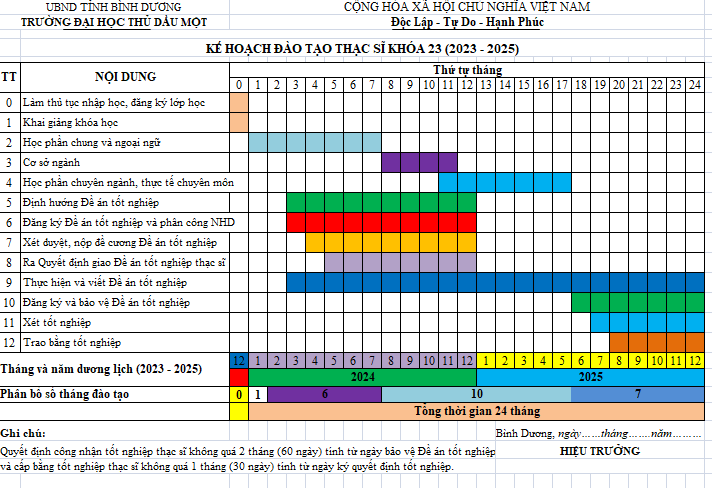 UBND TỈNH BÌNH DƯƠNG CỘNG HÒA XÃ HỘI CHỦ NGHĨA VIỆT NAM
TRƯỜNG ĐẠI HỌC THỦ DẦU MỘT Độc Lập - Tự Do - Hạnh Phúc
KẾ HOẠCH ĐÀO TẠO THẠC SĨ KHÓA 23 (2023 - 2025)
TT NỘI DUNG Thứ tự tháng
0 1 2 3 4 5 6 7 8 9 10 11 12 13 14 15 16 17 18 19 20 21 22 23 24
0 Làm thủ tục nhập học, đăng ký lớp học
1 Khai giảng khóa học
2 Học phần chung và ngoại ngữ
3 Cơ sở ngành
4 Học phần chuyên ngành, thực tế chuyên môn
5 Định hướng Đề án tốt nghiệp
6 Đăng ký Đề án tốt nghiệp và phân công NHD
7 Xét duyệt, nộp đề cương Đề án tốt nghiệp
8 Ra Quyết định giao Đề án tốt nghiệp thạc sĩ
9 Thực hiện và viết Đề án tốt nghiệp
10 Đăng ký và bảo vệ Đề án tốt nghiệp
11 Xét tốt nghiệp
12 Trao bằng tốt nghiệp
Tháng và năm dương lịch (2023 - 2025) 12 1 2 3 4 5 6 7 8 9 10 11 12 1 2 3 4 5 6 7 8 9 10 11 12
2024 2025
Phân bổ số tháng đào tạo 0 1 6 10 7
Tổng thời gian 24 tháng
Ghi chú: Bình Dương, ngày……tháng…….năm………
Quyết định công nhận tốt nghiệp thạc sĩ không quá 2 tháng (60 ngày) tính từ ngày bảo vệ Đề án tốt nghiệp HIỆU TRƯỞNG
và cấp bằng tốt nghiệp thạc sĩ không quá 1 tháng (30 ngày) tính từ ngày ký quyết định tốt nghiệp.